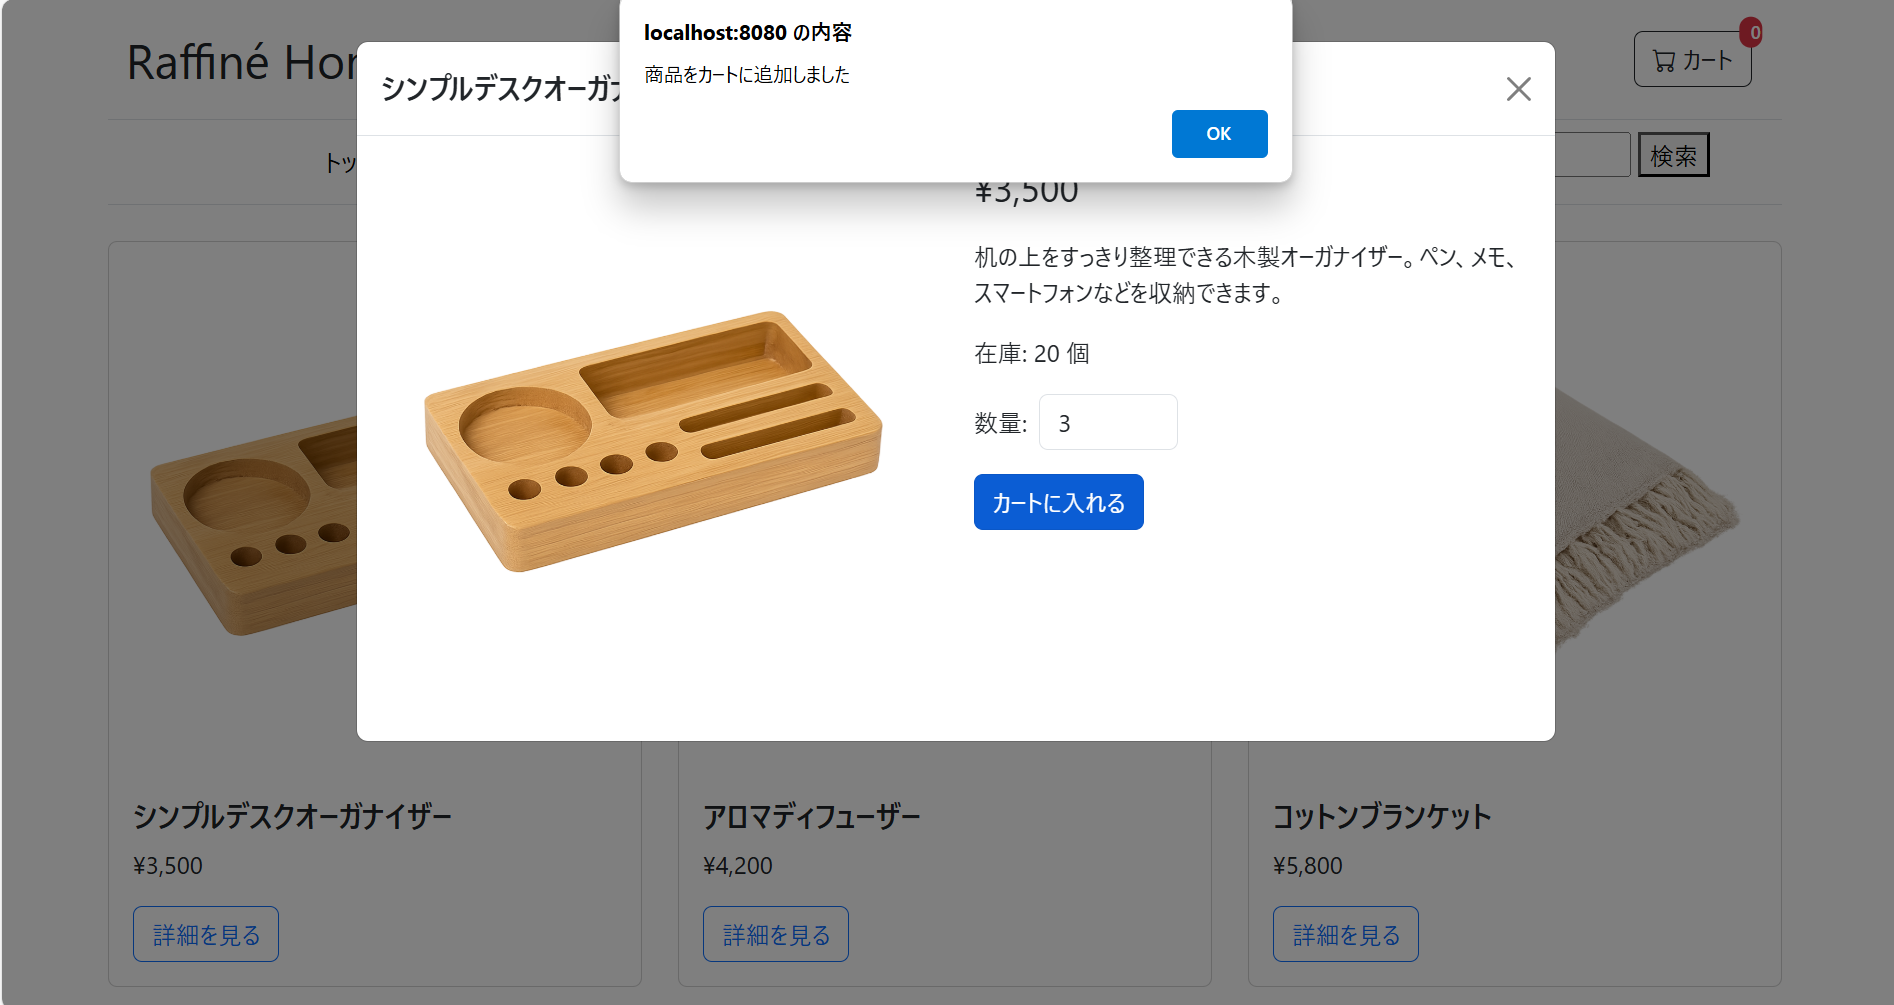 localhost:8080 の内容
商品をカートに追加しました
OK
Raffiné
0
カート
シンプルデスクオーガ
検索
¥3,500
机の上をすっきり整理できる木製オーガナイザー。ペン、メモ、
スマートフォンなどを収納できます。
在庫: 20 個
数量: 3
カートに入れる
シンプルデスクオーガナイザー
¥3,500
詳細を見る
アロマディフューザー
¥4,200
詳細を見る
コットンブランケット
¥5,800
詳細を見る